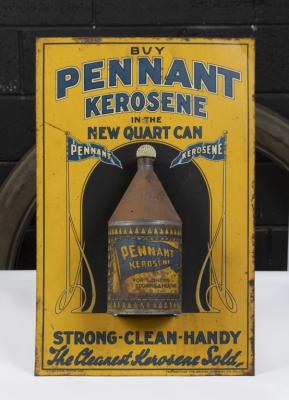 BUY
PENNANT
KEROSENE
IN THE
NEW QUART CAN
PENNANT KEROSENE
PENNANT
KEROSENE
STRONG-CLEAN-HANDY
The Cleanest Kerosene Sold,